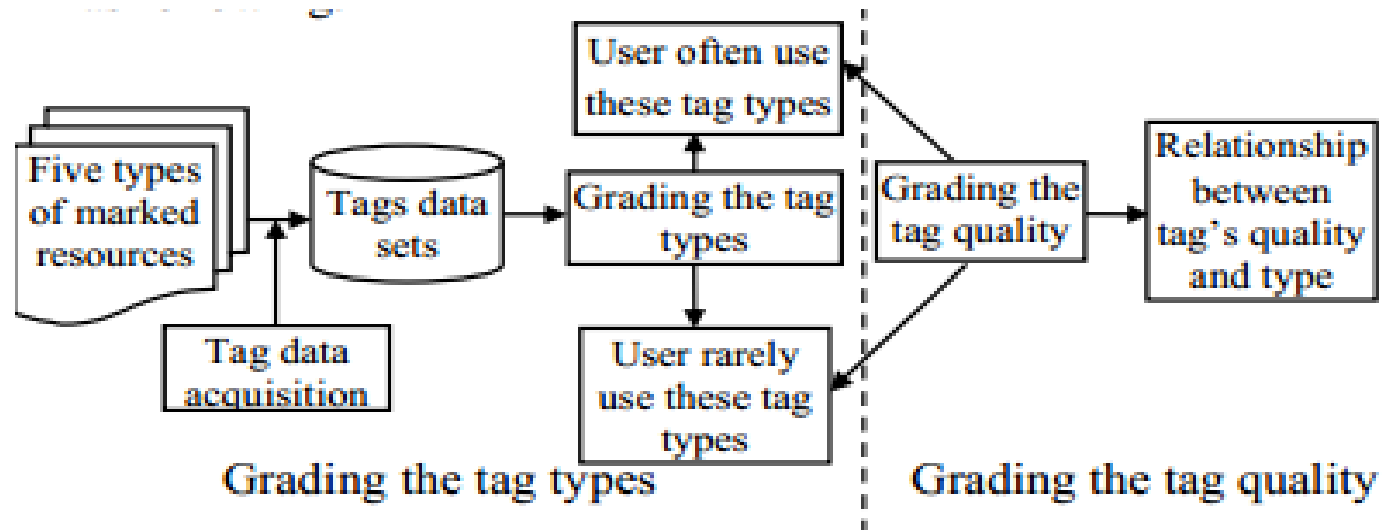 User often use
these tag types
Five types
of marked
resources
Tags data
sets
Grading the tag
types
Grading the
tag quality
Relationship
between
tag's quality
and type
Tag data
acquisition
User rarely
use these tag
types
Grading the tag types
Grading the tag quality